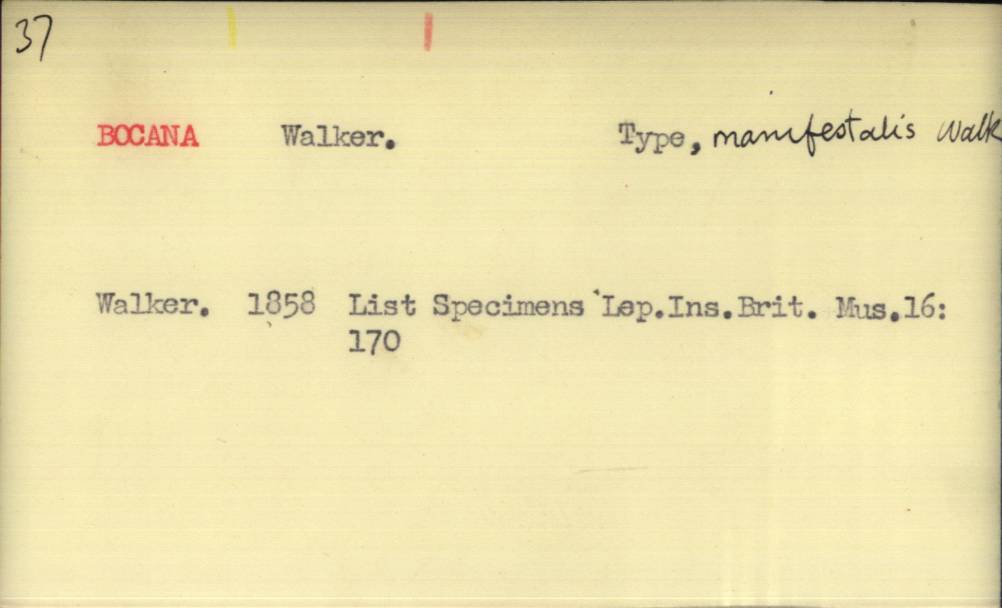 37
BOCANA Walker. Type, manifestalis Walk
Walker. 1858 List Specimens Lep.Ins.Brit. Mus.16:
170